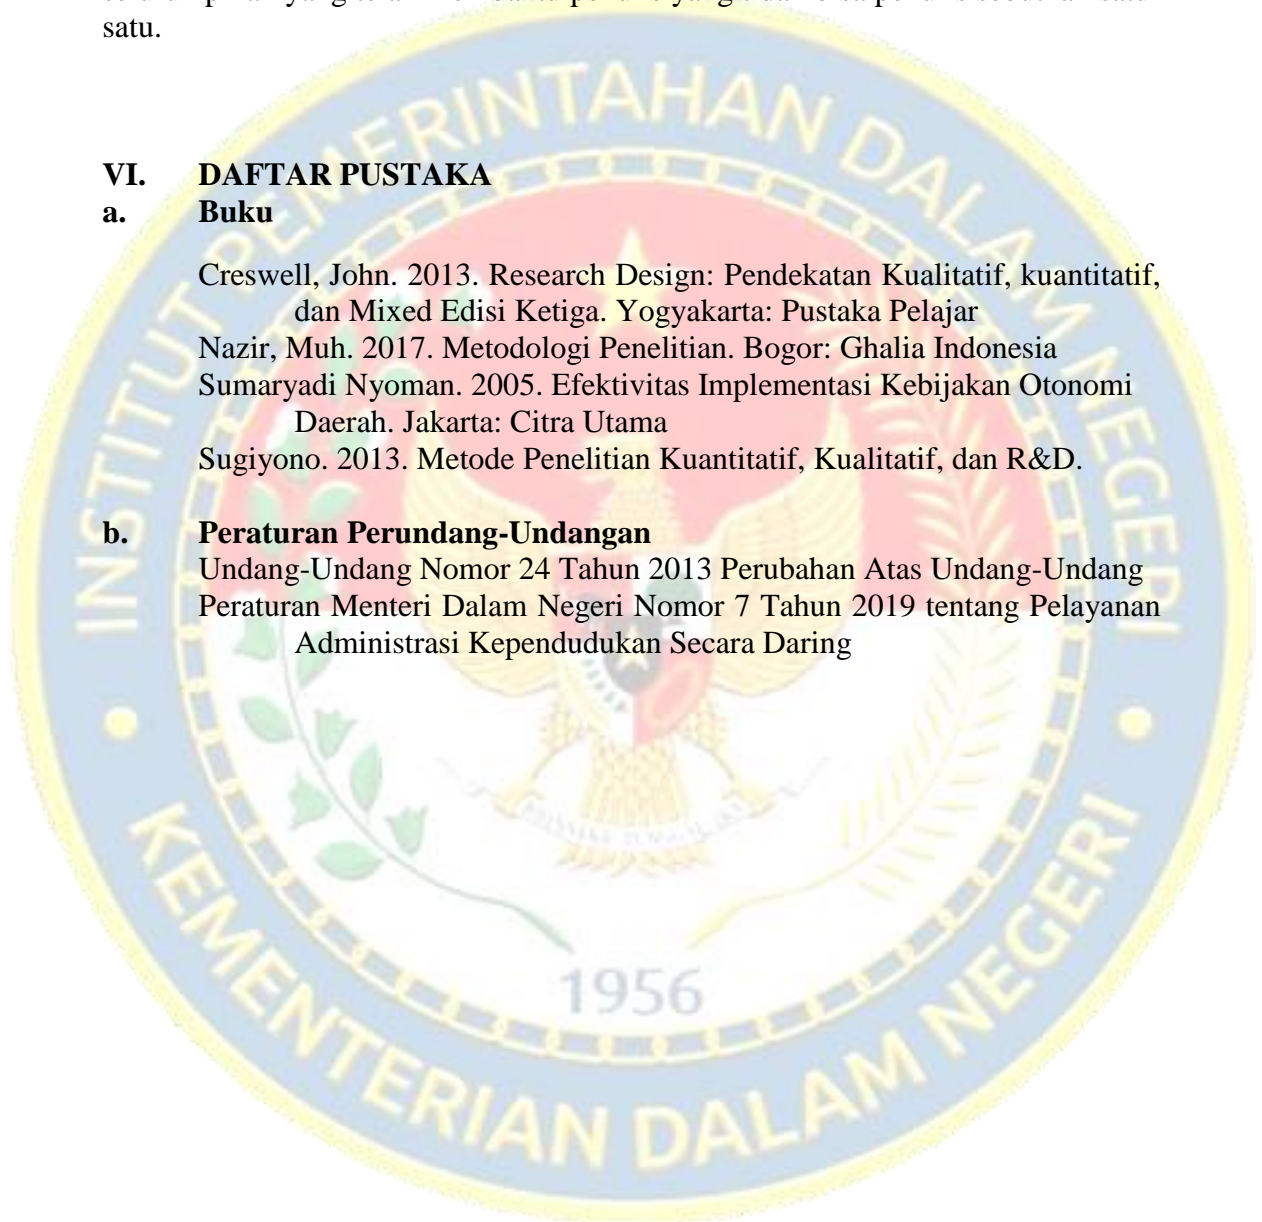 satu.
VI. DAFTAR PUSTAKA
a. Buku
Creswell, John. 2013. Research Design: Pendekatan Kualitatif, kuantitatif,
dan Mixed Edisi Ketiga. Yogyakarta: Pustaka Pelajar
Nazir, Muh. 2017. Metodologi Penelitian. Bogor: Ghalia Indonesia
Sumaryadi Nyoman. 2005. Efektivitas Implementasi Kebijakan Otonomi
Daerah. Jakarta: Citra Utama
Sugiyono. 2013. Metode Penelitian Kuantitatif, Kualitatif, dan R&D.
b. Peraturan Perundang-Undangan
Undang-Undang Nomor 24 Tahun 2013 Perubahan Atas Undang-Undang
Peraturan Menteri Dalam Negeri Nomor 7 Tahun 2019 tentang Pelayanan
Administrasi Kependudukan Secara Daring
INSTITUT PEMERINTAHAN DALAM NEGERI
1956
KEMENTERIAN DALAM NEGERI